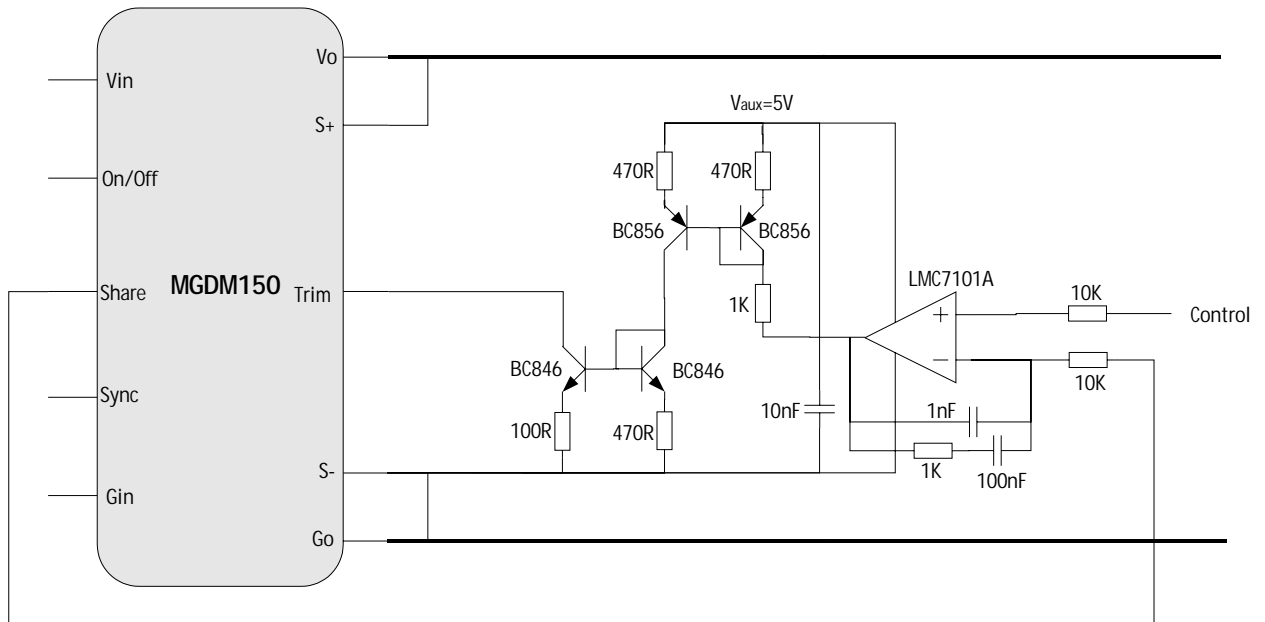 Vin
On/Off
Share
Sync
Gin
MGDM150
Vo
S+
Trim
S-
Go
Vaux=5V
470R
470R
BC856
BC856
1K
LMC7101A
+
−
10K
Control
10K
BC846
BC846
100R
470R
10nF
1nF
1K
100nF